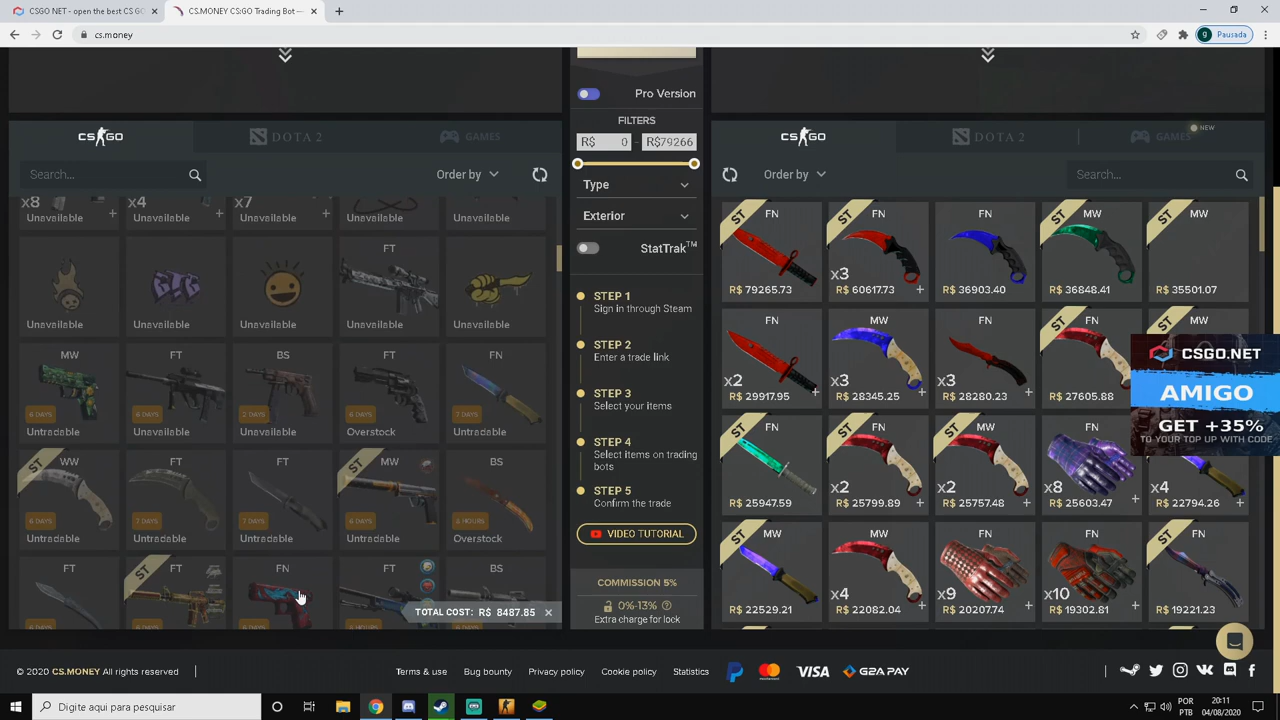 CSGO NET - open the best CS GO
CS.MONEY CS:GO Trading Bot —
cs.money
Pausada
Pro Version
FILTERS
R$ 0 - R$79266
Type
Exterior
StatTrak™
STEP 1
Sign in through Steam
STEP 2
Enter a trade link
STEP 3
Select your items
STEP 4
Select items on trading
bots
STEP 5
Confirm the trade
VIDEO TUTORIAL
COMMISSION 5%
0%-13%
Extra charge for lock
CS GO DOTA 2 GAMES
Search... Order by
x8 x4 x7
Unavailable + Unavailable + Unavailable + Unavailable Unavailable
FT
Unavailable Unavailable Unavailable Unavailable Unavailable
MW FT BS FT FN
6 DAYS 6 DAYS 2 DAYS 6 DAYS 7 DAYS
Untradable Unavailable Unavailable Overstock Untradable
ST WW FT FT ST MW BS
6 DAYS 7 DAYS 7 DAYS 6 DAYS 6 HOURS
Untradable Untradable Untradable Untradable Overstock
FT ST FT FN FT BS
TOTAL COST: R$ 8487.85
CS GO DOTA 2 GAMES NEW
Order by Search...
ST FN ST FN FN ST MW ST MW
x3
R$ 79265.73 R$ 60617.73 + R$ 36903.40 R$ 36848.41 R$ 35501.07
FN MW FN ST FN ST MW
x2 x3 x3
R$ 29917.95 + R$ 28345.25 + R$ 28280.23 + R$ 27605.88
CSGO.NET
AMIGO
GET +35%
TO YOUR TOP UP WITH CODE
ST FN ST FN ST MW FN
x2 x2 x8 x4
R$ 25947.59 R$ 25799.89 + R$ 25757.48 + R$ 25603.47 + R$ 22794.26 +
MW ST MW FN FN ST FN
x4 x9 x10
R$ 22529.21 R$ 22082.04 + R$ 20207.74 + R$ 19302.81 + R$ 19221.23
© 2020 CS.MONEY All rights reserved
Terms & use Bug bounty Privacy policy Cookie policy Statistics
VISA G2A PAY
Digite aqui para pesquisar
POR
PTB
20:11
04/08/2020